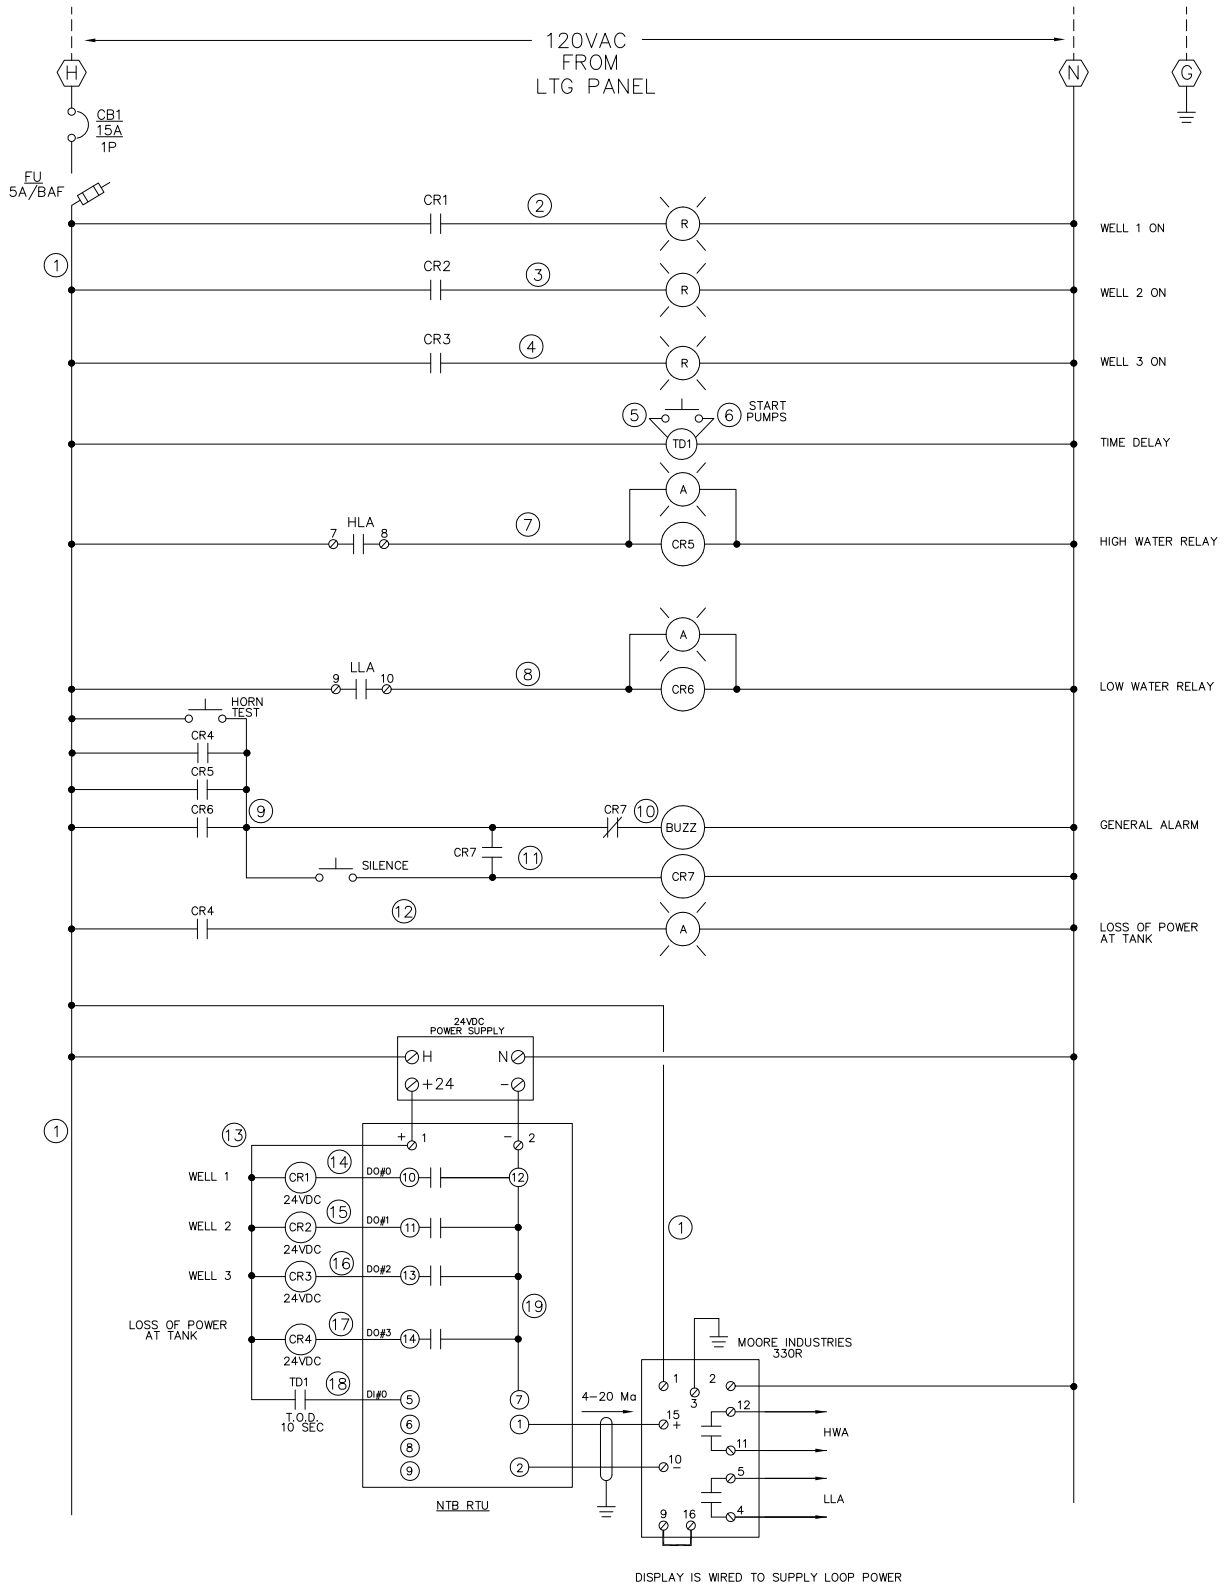 120VAC
FROM
LTG PANEL
H
N
G
CB1
15A
1P
FU
5A/BAF
CR1
2
R
WELL 1 ON
1
CR2
3
R
WELL 2 ON
CR3
4
R
WELL 3 ON
5
6
START
PUMPS
TD1
TIME DELAY
A
HLA
7
8
7
CR5
HIGH WATER RELAY
A
LLA
9
10
8
CR6
LOW WATER RELAY
HORN
TEST
CR4
CR5
CR6
9
CR7
10
BUZZ
GENERAL ALARM
CR7
11
SILENCE
CR7
CR4
12
A
LOSS OF POWER
AT TANK
24VDC
POWER SUPPLY
H
N
+24
-
1
13
+
1
-
2
WELL 1
CR1
24VDC
14
DO#0
10
12
WELL 2
CR2
24VDC
15
DO#1
11
1
WELL 3
CR3
24VDC
16
DO#2
13
19
LOSS OF POWER
AT TANK
CR4
24VDC
17
DO#3
14
MOORE INDUSTRIES
330R
TD1
T.O.D.
10 SEC
18
DI#0
5
7
6
1
8
9
2
4-20 Ma
1
3
2
15
+
12
11
HWA
10
-
5
4
LLA
9
16
NTB RTU
DISPLAY IS WIRED TO SUPPLY LOOP POWER